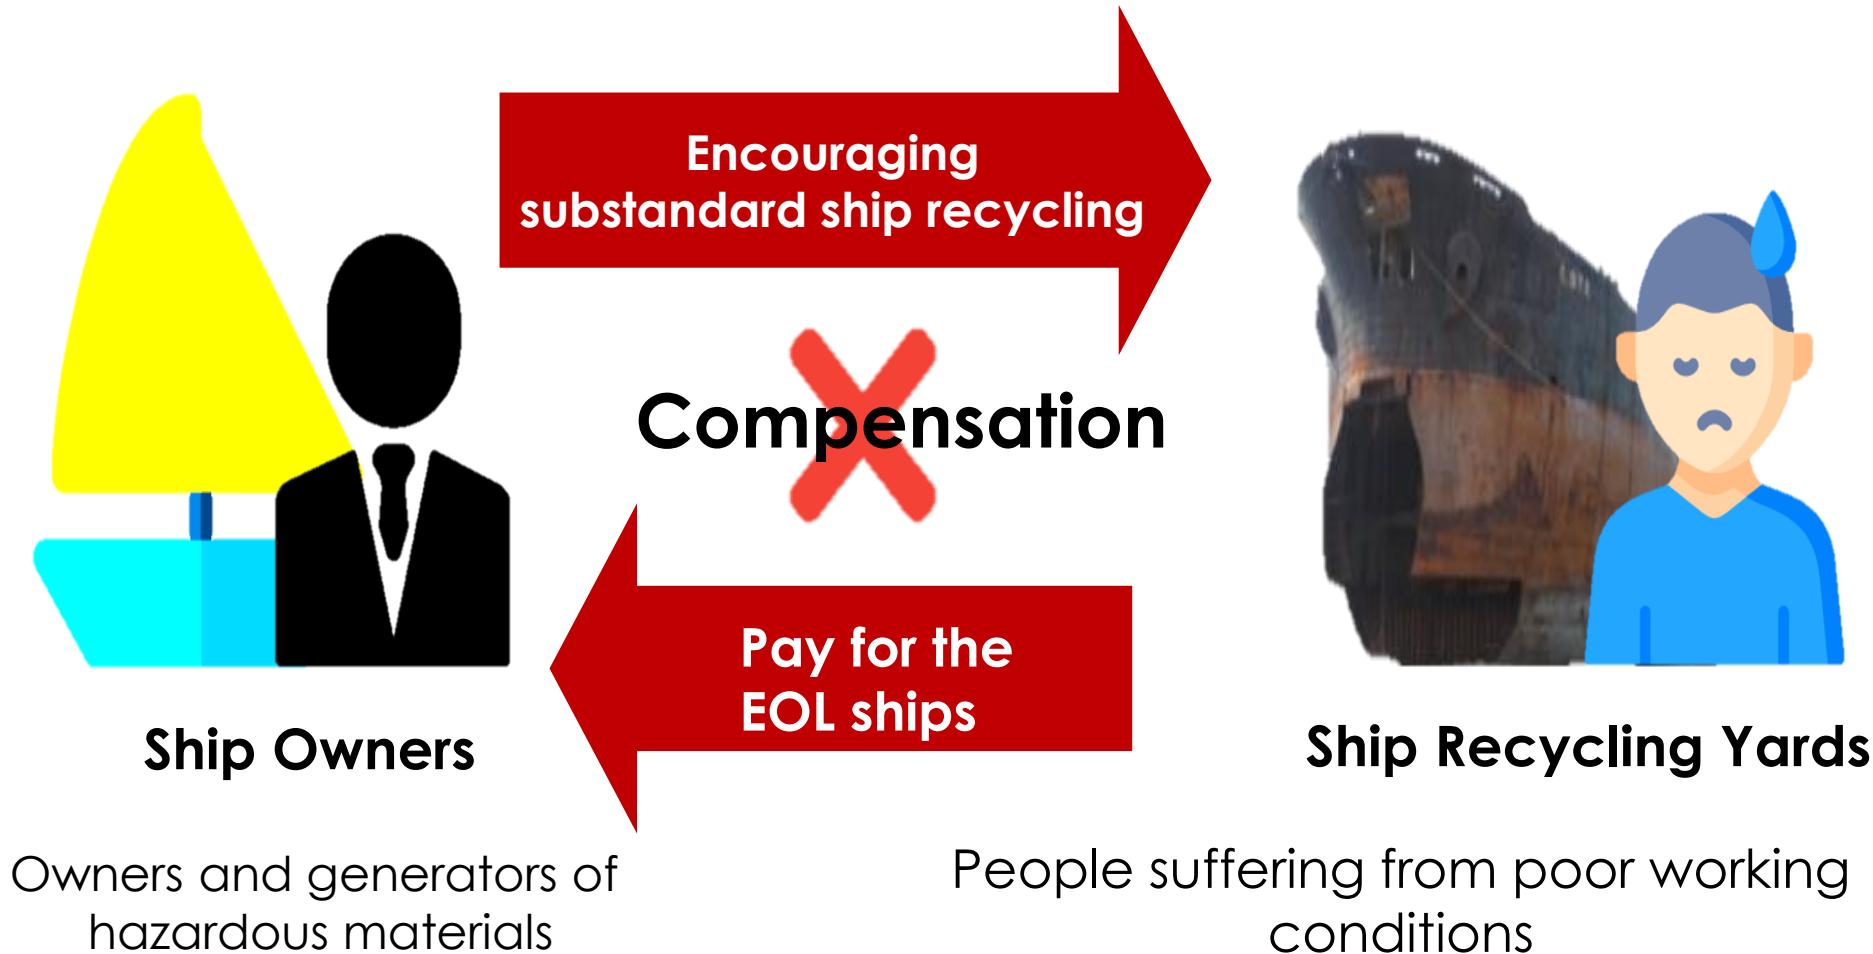 Encouraging
substandard ship recycling
Compensation
Pay for the
EOL ships
Ship Owners
Ship Recycling Yards
Owners and generators of
hazardous materials
People suffering from poor working
conditions